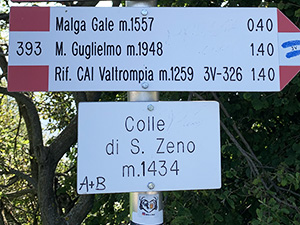 Malga Gale m.1557 0.40
393 M. Guglielmo m.1948 1.40
Rif. CAI Valtrompia m.1259 3V-326 1.40
Colle
di S. Zeno
m.1434
A+B